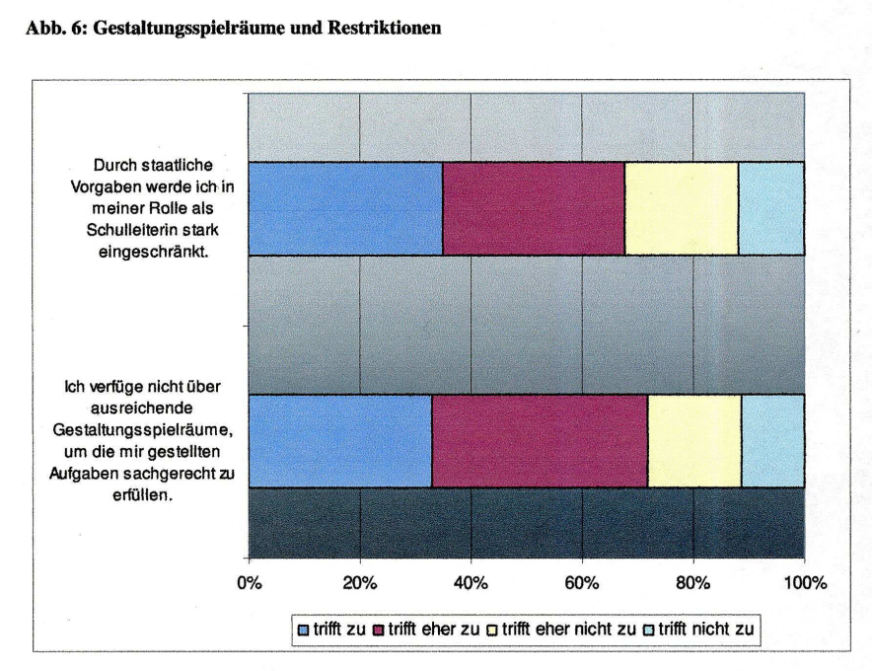 Abb. 6: Gestaltungsspielräume und Restriktionen
Durch staatliche
Vorgaben werde ich in
meiner Rolle als
Schulleiterin stark
eingeschränkt.
Ich verfüge nicht über
ausreichende
Gestaltungsspielräume,
um die mir gestellten
Aufgaben sachgerecht zu
erfüllen.
0% 20% 40% 60% 80% 100%
trifft zu trifft eher zu trifft eher nicht zu trifft nicht zu